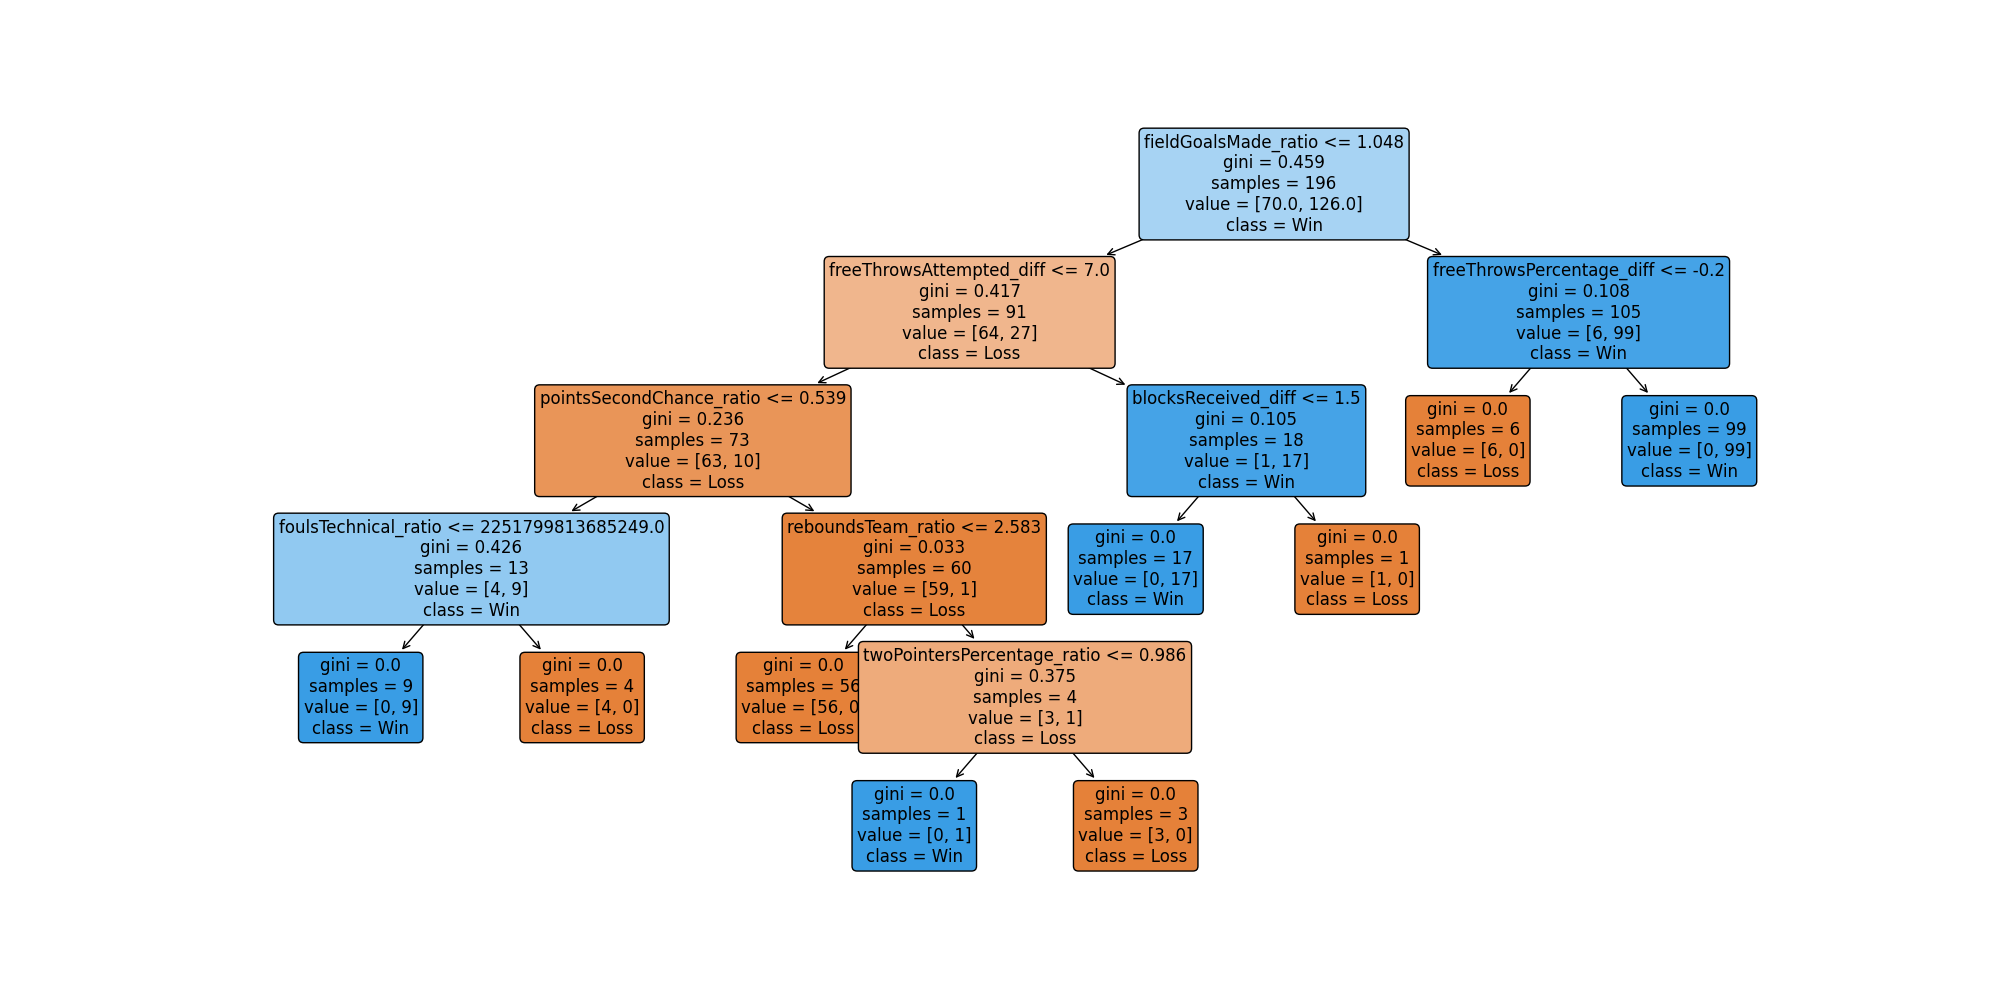 fieldGoalsMade_ratio <= 1.048
gini = 0.459
samples = 196
value = [70.0, 126.0]
class = Win
freeThrowsAttempted_diff <= 7.0
gini = 0.417
samples = 91
value = [64, 27]
class = Loss
freeThrowsPercentage_diff <= -0.2
gini = 0.108
samples = 105
value = [6, 99]
class = Win
pointsSecondChance_ratio <= 0.539
gini = 0.236
samples = 73
value = [63, 10]
class = Loss
blocksReceived_diff <= 1.5
gini = 0.105
samples = 18
value = [1, 17]
class = Win
gini = 0.0
samples = 6
value = [6, 0]
class = Loss
gini = 0.0
samples = 99
value = [0, 99]
class = Win
foulsTechnical_ratio <= 2251799813685249.0
gini = 0.426
samples = 13
value = [4, 9]
class = Win
reboundsTeam_ratio <= 2.583
gini = 0.033
samples = 60
value = [59, 1]
class = Loss
gini = 0.0
samples = 17
value = [0, 17]
class = Win
gini = 0.0
samples = 1
value = [1, 0]
class = Loss
gini = 0.0
samples = 9
value = [0, 9]
class = Win
gini = 0.0
samples = 4
value = [4, 0]
class = Loss
gini = 0.0
samples = 56
value = [56, 0
class = Loss
twoPointersPercentage_ratio <= 0.986
gini = 0.375
samples = 4
value = [3, 1]
class = Loss
gini = 0.0
samples = 1
value = [0, 1]
class = Win
gini = 0.0
samples = 3
value = [3, 0]
class = Loss